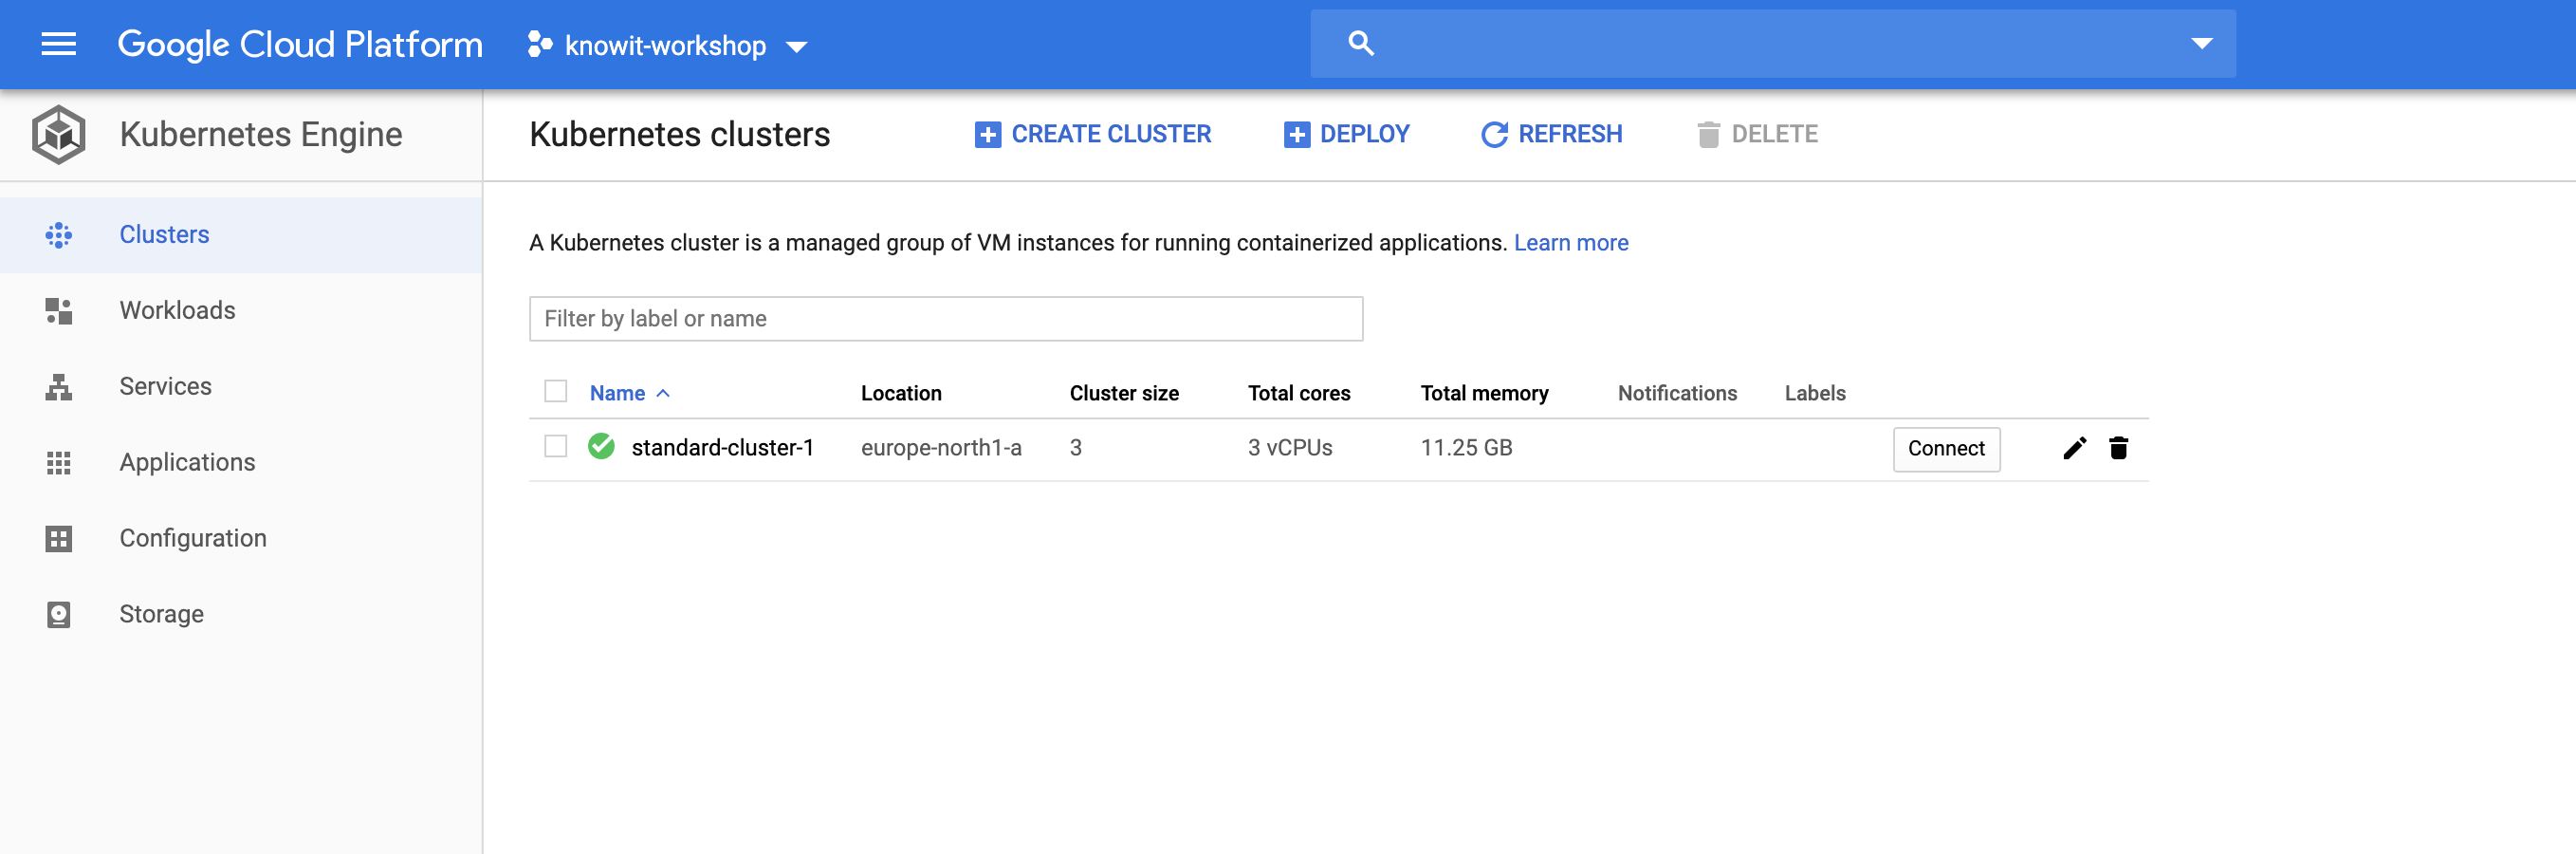 Google Cloud Platform knowit-workshop
Kubernetes Engine
Clusters
Workloads
Services
Applications
Configuration
Storage
Kubernetes clusters CREATE CLUSTER DEPLOY REFRESH DELETE
A Kubernetes cluster is a managed group of VM instances for running containerized applications. Learn more
Filter by label or name
Name Location Cluster size Total cores Total memory Notifications Labels
standard-cluster-1 europe-north1-a 3 3 vCPUs 11.25 GB Connect